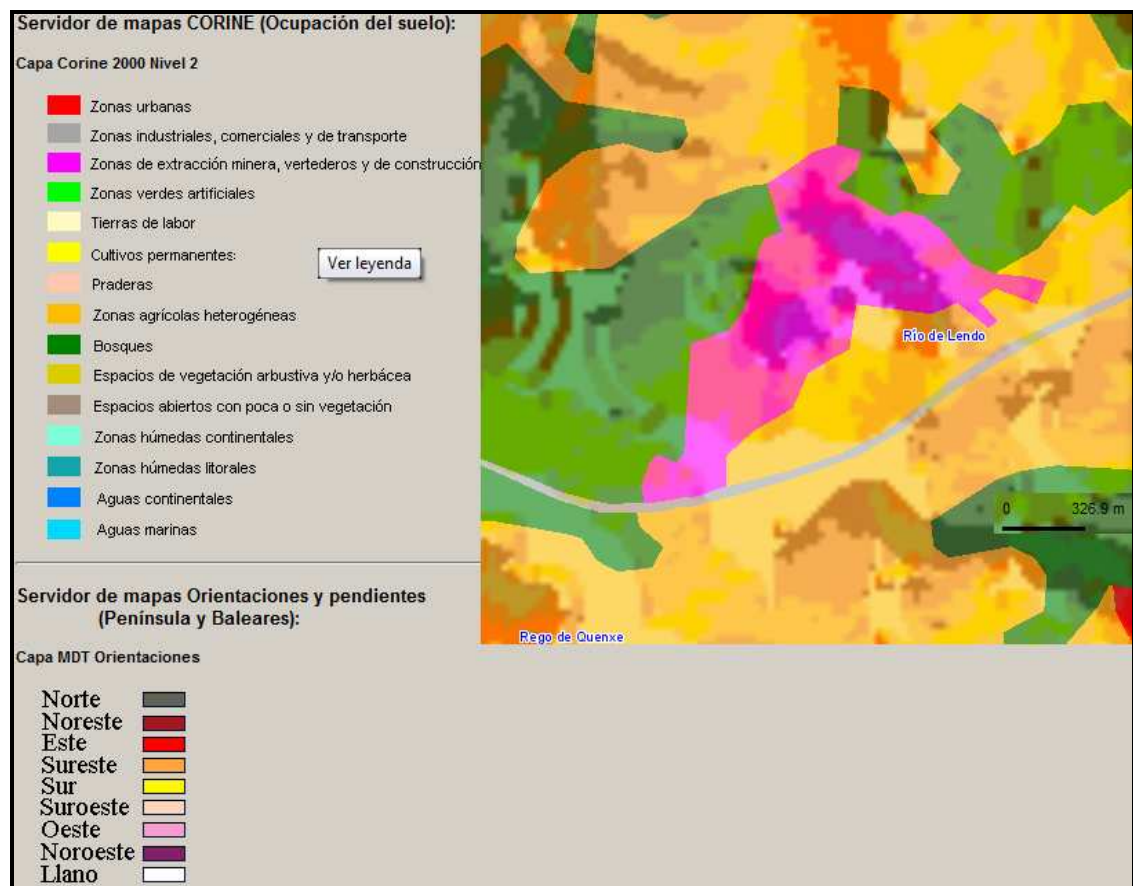 Servidor de mapas CORINE (Ocupación del suelo):
Capa Corine 2000 Nivel 2
Zonas urbanas
Zonas industriales, comerciales y de transporte
Zonas de extracción minera, vertederos y de construcción
Zonas verdes artificiales
Tierras de labor
Cultivos permanentes:
Ver leyenda
Praderas
Zonas agrícolas heterogéneas
Bosques
Espacios de vegetación arbustiva y/o herbácea
Espacios abiertos con poca o sin vegetación
Zonas húmedas continentales
Zonas húmedas litorales
Aguas continentales
Aguas marinas
Río de Lendo
0 326.9 m
Rego de Quenxe
Servidor de mapas Orientaciones y pendientes
(Península y Baleares):
Capa MDT Orientaciones
Norte
Noreste
Este
Sureste
Sur
Suroeste
Oeste
Noroeste
Llano